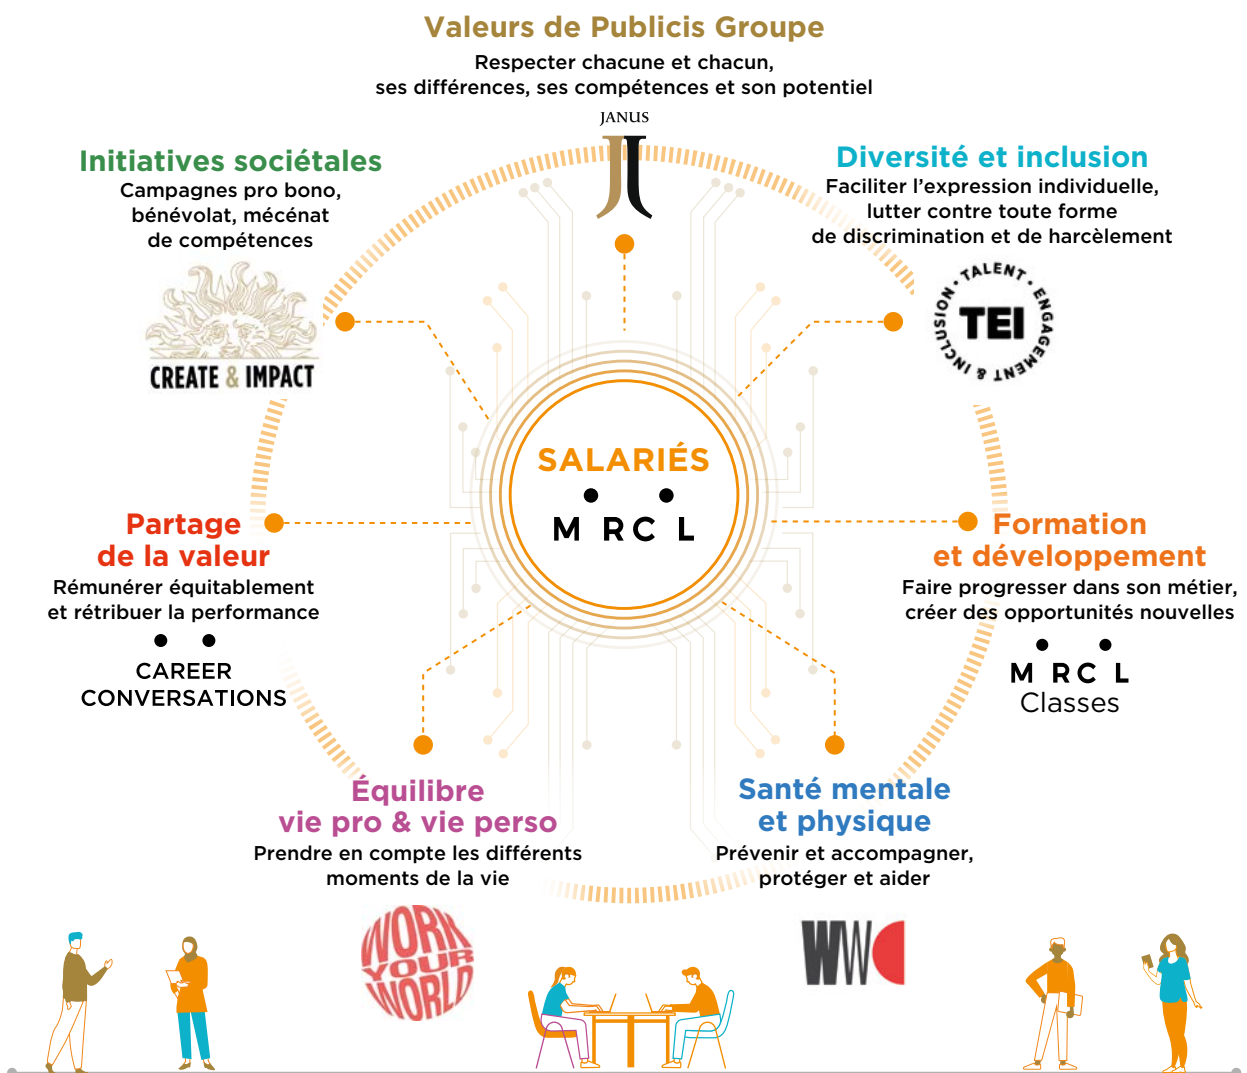 Valeurs de Publicis Groupe
Respecter chacune et chacun,
ses différences, ses compétences et son potentiel
JANUS
Initiatives sociétales
Campagnes pro bono,
bénévolat, mécénat
de compétences
CREATE & IMPACT
Diversité et inclusion
Faciliter l'expression individuelle,
lutter contre toute forme
de discrimination et de harcèlement
TALENT · ENGAGEMENT & INCLUSION ·
TEI
SALARIÉS
M RC L
Partage
de la valeur
Rémunérer équitablement
et rétribuer la performance
CAREER
CONVERSATIONS
Formation
et développement
Faire progresser dans son métier,
créer des opportunités nouvelles
M RC L
Classes
Équilibre
vie pro & vie perso
Prendre en compte les différents
moments de la vie
WORK
YOUR
WORLD
Santé mentale
et physique
Prévenir et accompagner,
protéger et aider
WWC